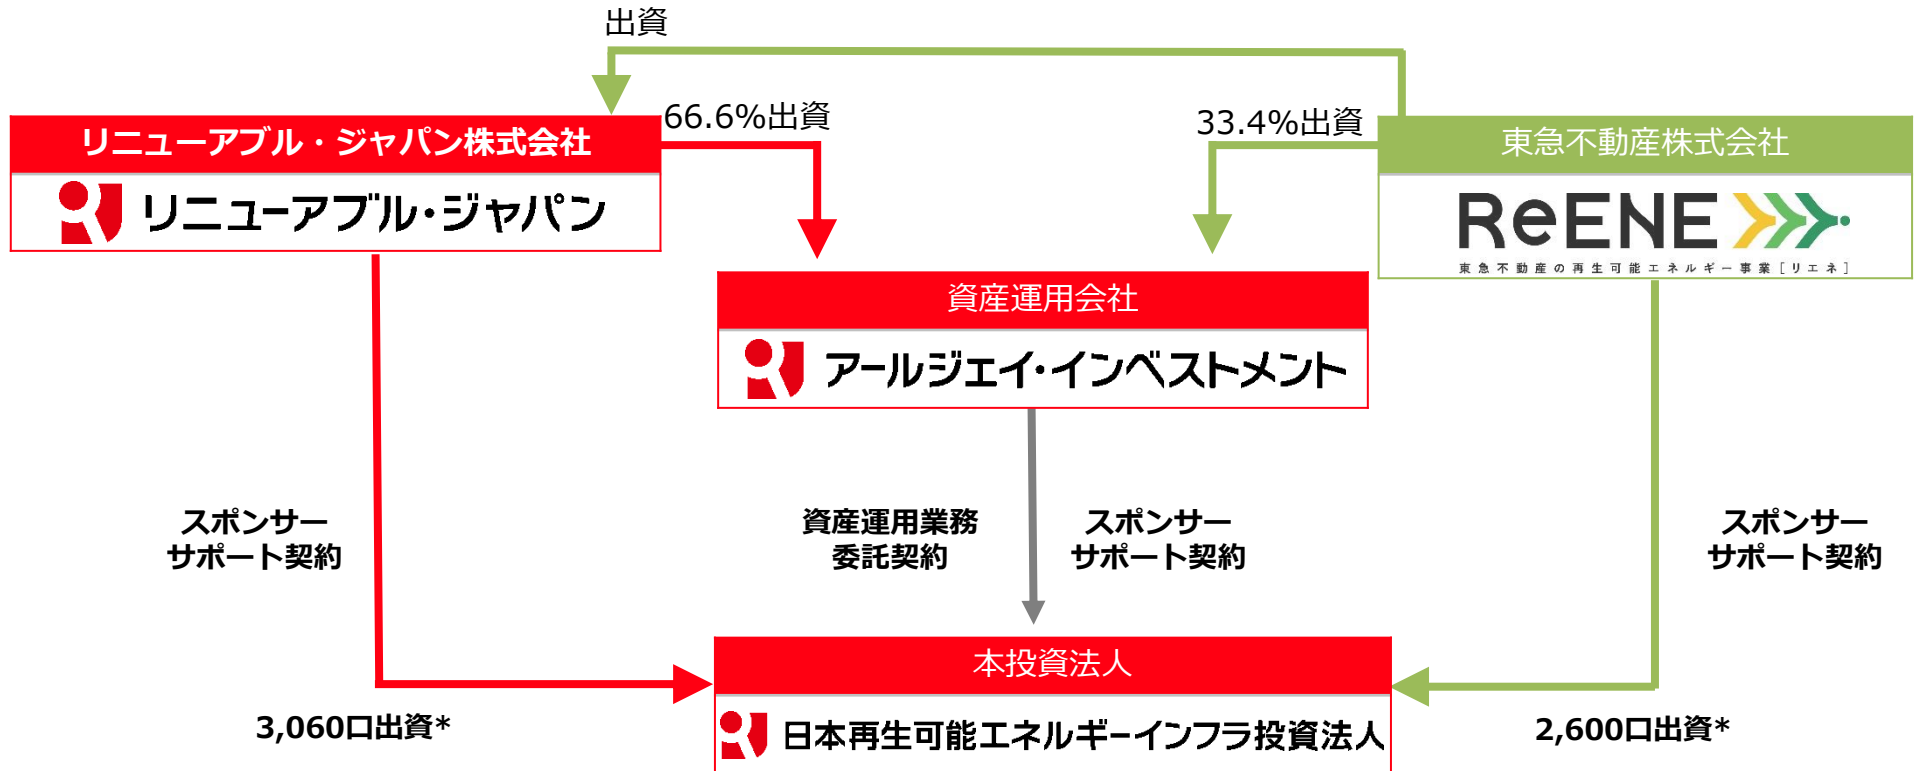 出資
66.6%出資
33.4%出資
リニューアブル・ジャパン株式会社
リニューアブル・ジャパン
東急不動産株式会社
ReENE
東急不動産の再生可能エネルギー事業[リエネ]
資産運用会社
アールジェイ・インベストメント
スポンサー
サポート契約
資産運用業務
委託契約
スポンサー
サポート契約
スポンサー
サポート契約
本投資法人
日本再生可能エネルギーインフラ投資法人
3,060口出資*
2,600口出資*